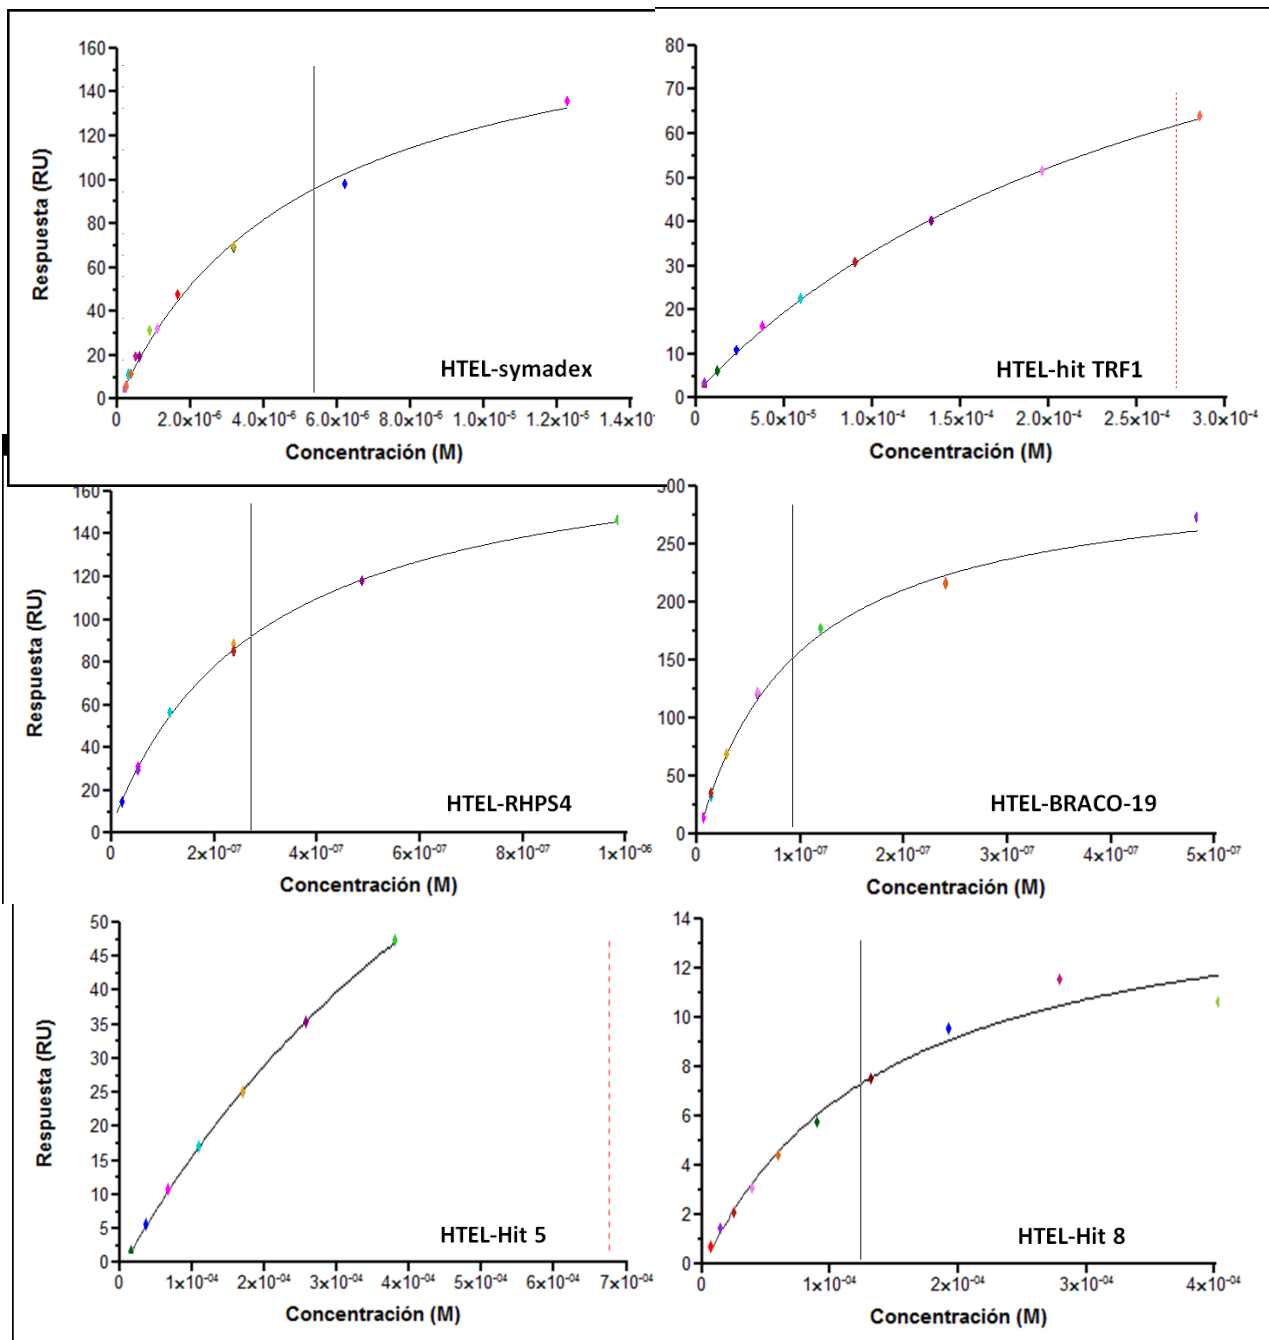 160
140
120
100
80
60
40
20
0
Respuesta (RU)
HTEL-symadex
0 2.0x10-6 4.0x10-6 6.0x10-6 8.0x10-6 1.0x10-5 1.2x10-5 1.4x10-
Concentración (M)
80
70
60
50
40
30
20
10
0
HTEL-hit TRF1
0 5.0x10-5 1.0x10-4 1.5x10-4 2.0x10-4 2.5x10-4 3.0x10-4
Concentración (M)
160
140
120
100
80
60
40
20
0
Respuesta (RU)
HTEL-RHPS4
0 2x10-07 4x10-07 6x10-07 8x10-07 1x10-06
Concentración (M)
300
250
200
150
100
50
0
HTEL-BRACO-19
0 1x10-07 2x10-07 3x10-07 4x10-07 5x10-07
Concentración (M)
50
45
40
35
30
25
20
15
10
5
0
Respuesta (RU)
HTEL-Hit 5
0 1x10-04 2x10-04 3x10-04 4x10-04 5x10-04 6x10-04 7x10-04
Concentración (M)
14
12
10
8
6
4
2
0
HTEL-Hit 8
0 1x10-04 2x10-04 3x10-04 4x10-04
Concentración (M)